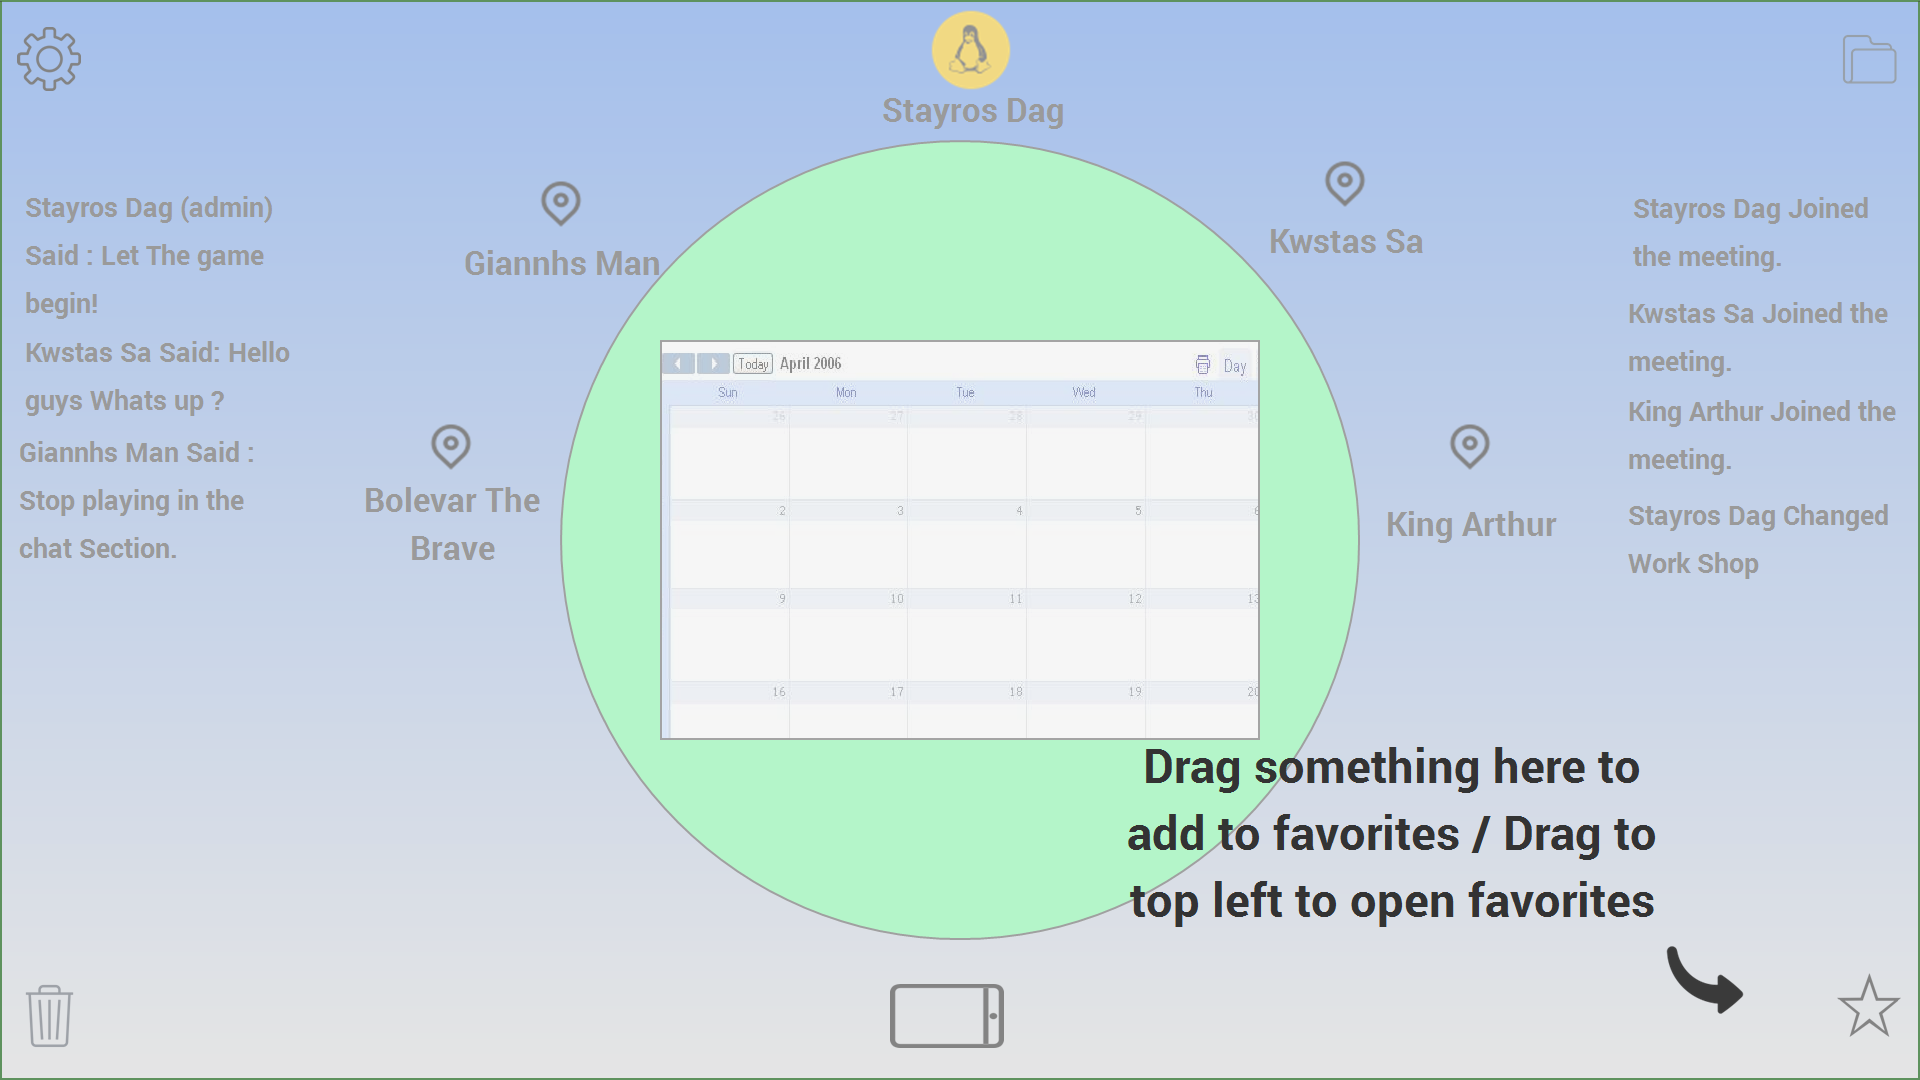 Stayros Dag
Stayros Dag (admin)
Said : Let The game
begin!
Kwstas Sa Said: Hello
guys Whats up ?
Giannhs Man Said :
Stop playing in the
chat Section.
Giannhs Man
Bolevar The
Brave
Kwstas Sa
King Arthur
Stayros Dag Joined
the meeting.
Kwstas Sa Joined the
meeting.
King Arthur Joined the
meeting.
Stayros Dag Changed
Work Shop
Today April 2006 Day
Sun Mon Tue Wed Thu
26 27 28 29 30
2 3 4 5 6
9 10 11 12 13
16 17 18 19 20
Drag something here to
add to favorites / Drag to
top left to open favorites